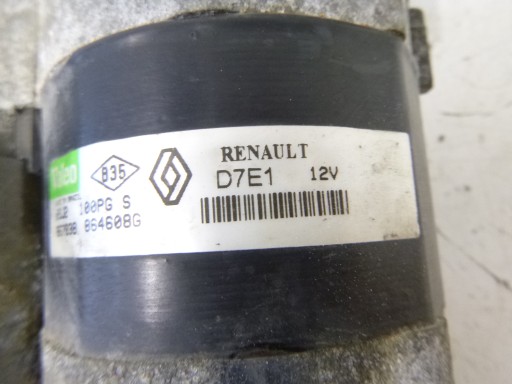 Valeo
B35
RENAULT
D7E1 12V
100PG S
864608G